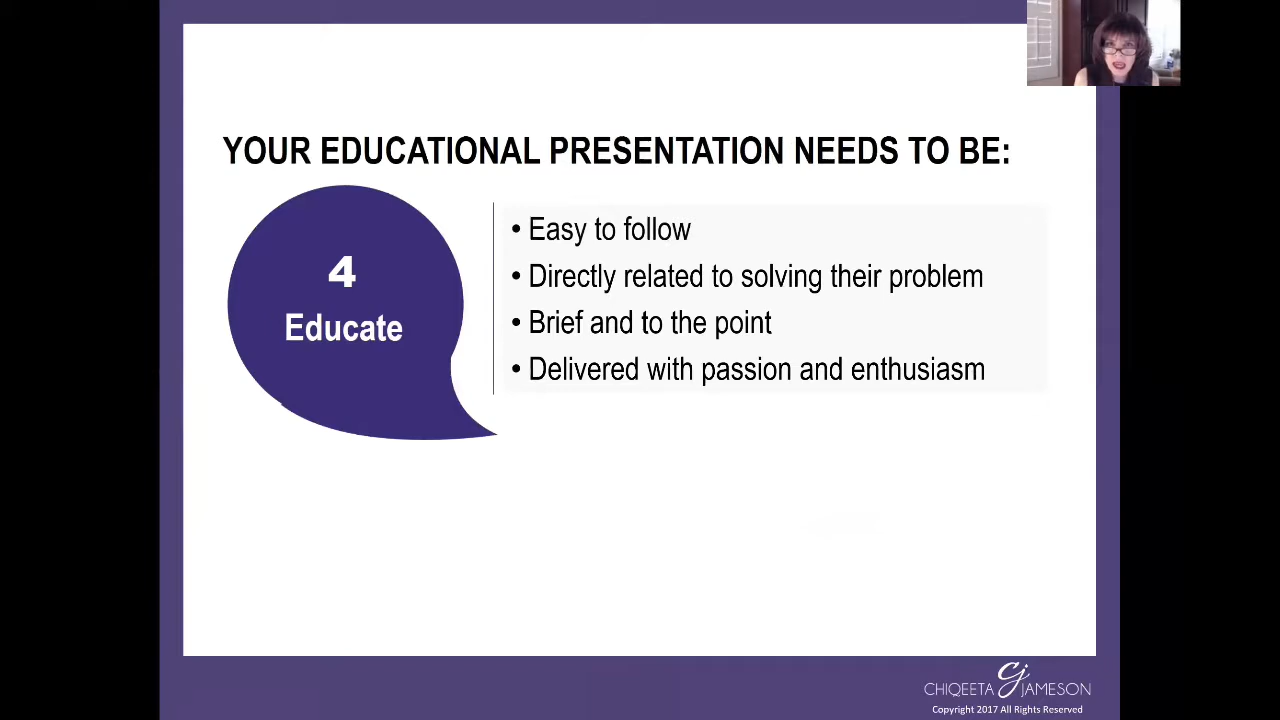 YOUR EDUCATIONAL PRESENTATION NEEDS TO BE:
4
Educate
• Easy to follow
• Directly related to solving their problem
• Brief and to the point
• Delivered with passion and enthusiasm
CHIQEETA cj JAMESON
Copyright 2017 All Rights Reserved